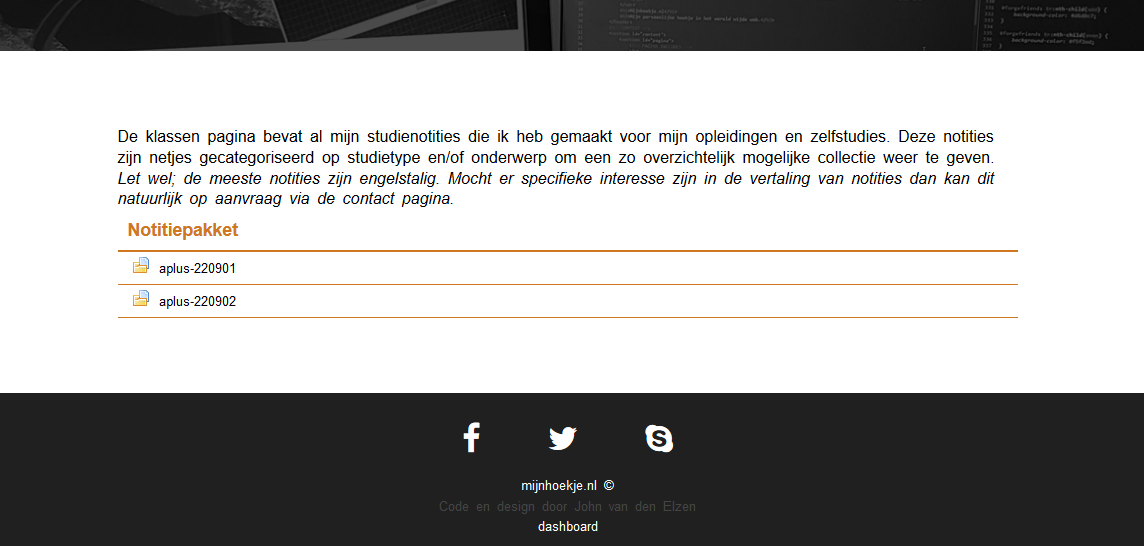 De klassen pagina bevat al mijn studienotities die ik heb gemaakt voor mijn opleidingen en zelfstudies. Deze notities
zijn netjes gecategoriseerd op studietype en/of onderwerp om een zo overzichtelijk mogelijke collectie weer te geven.
Let wel; de meeste notities zijn engelstalig. Mocht er specifieke interesse zijn in de vertaling van notities dan kan dit
natuurlijk op aanvraag via de contact pagina.
Notitiepakket
aplus-220901
aplus-220902
mijnhoekje.nl ©
Code en design door John van den Elzen
dashboard